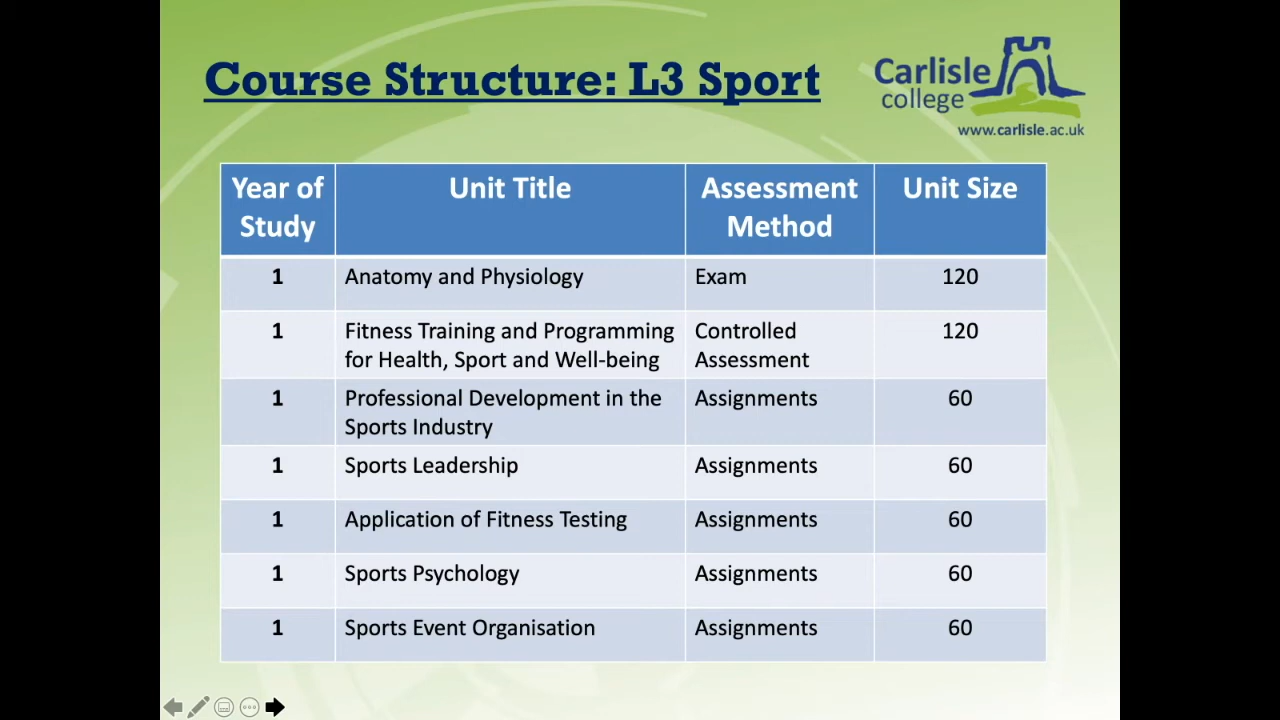 Course Structure: L3 Sport
Carlisle
college
www.carlisle.ac.uk
Year of Study Unit Title Assessment Method Unit Size
1 Anatomy and Physiology Exam 120
1 Fitness Training and Programming for Health, Sport and Well-being Controlled Assessment 120
1 Professional Development in the Sports Industry Assignments 60
1 Sports Leadership Assignments 60
1 Application of Fitness Testing Assignments 60
1 Sports Psychology Assignments 60
1 Sports Event Organisation Assignments 60